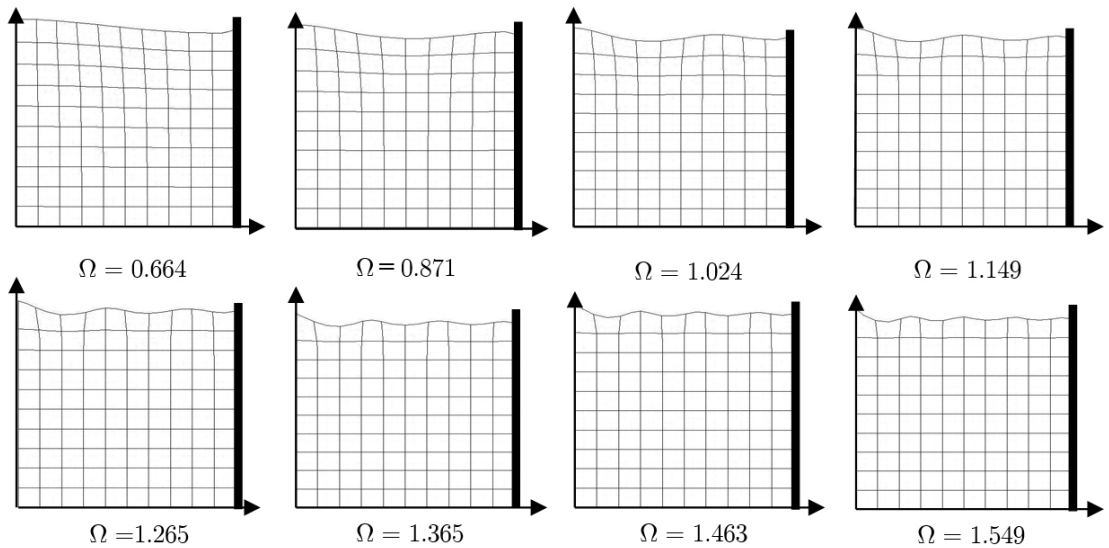 Ω = 0.664
Ω = 0.871
Ω = 1.024
Ω = 1.149
Ω =1.265
Ω = 1.365
Ω = 1.463
Ω = 1.549